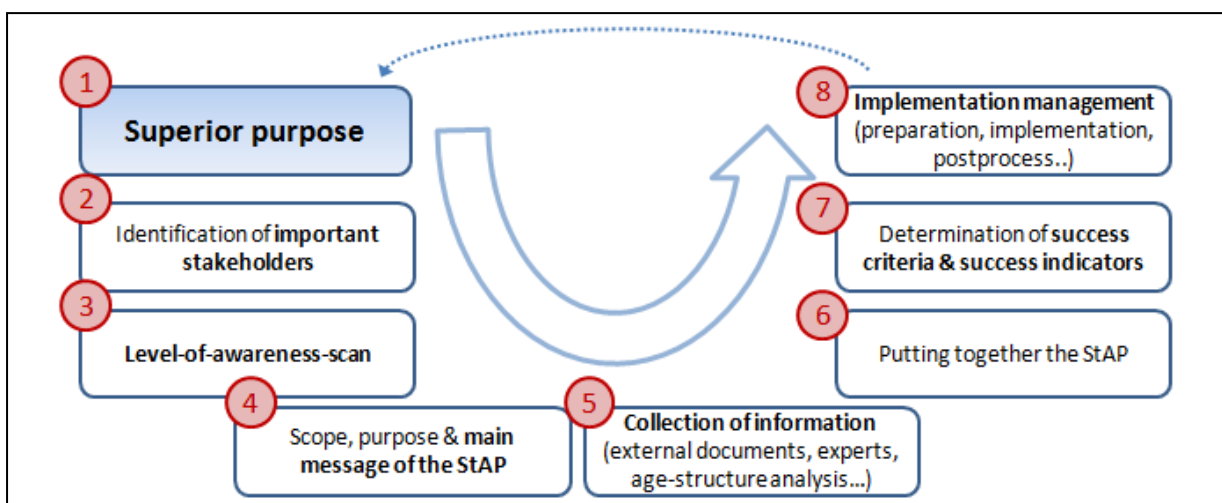 1
Superior purpose
2
Identification of important
stakeholders
3
Level-of-awareness-scan
4
Scope, purpose & main
message of the StAP
5
Collection of information
(external documents, experts,
age-structure analysis...)
6
Putting together the StAP
7
Determination of success
criteria & success indicators
8
Implementation management
(preparation, implementation,
postprocess..)